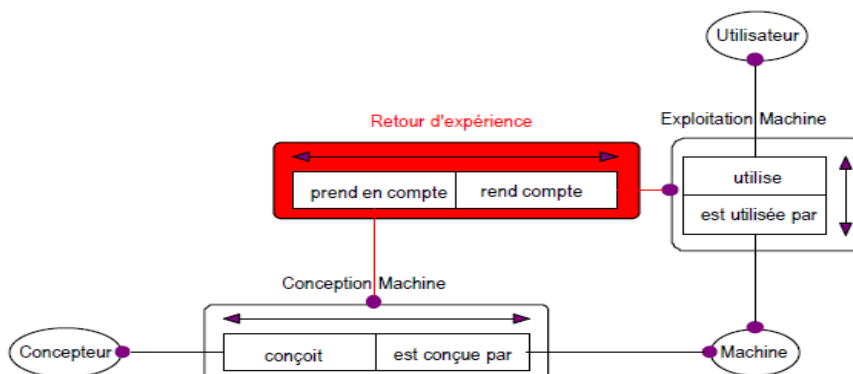 Utilisateur
Retour d'expérience
Exploitation Machine
prend en compte
rend compte
utilise
est utilisée par
Conception Machine
Concepteur
conçoit
est conçue par
Machine